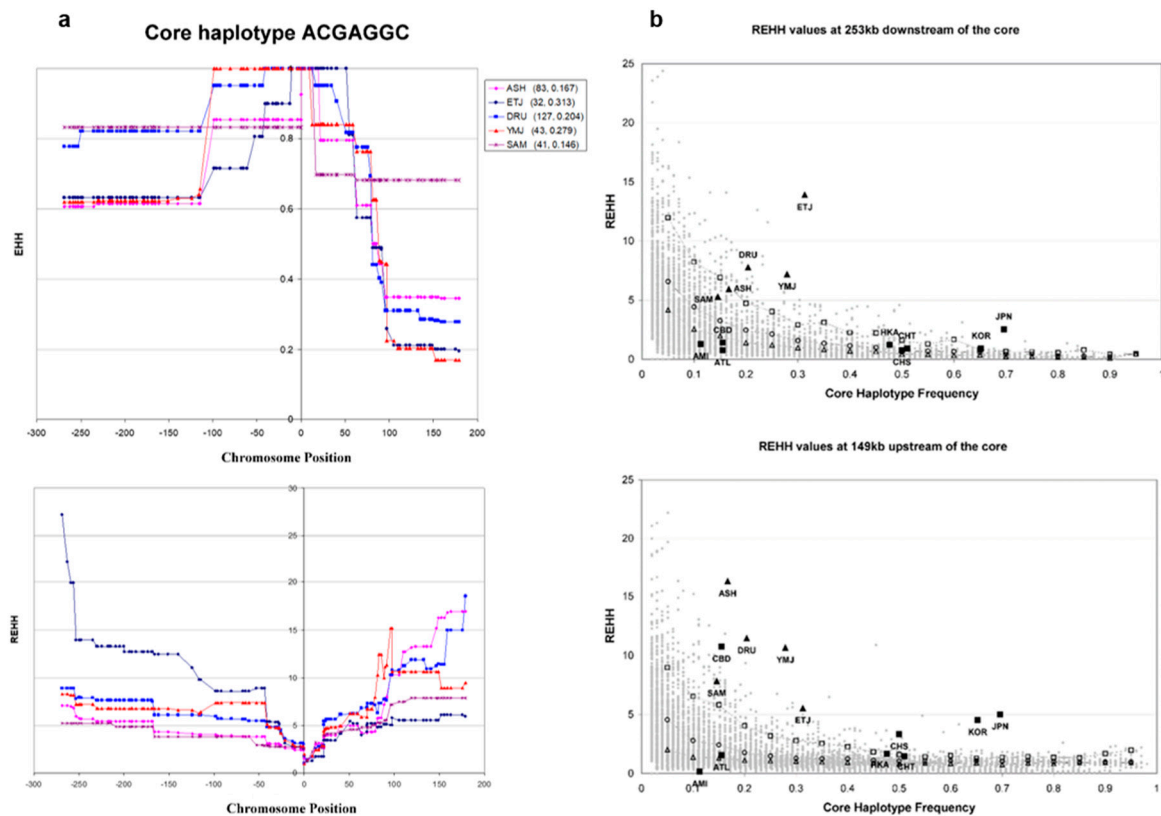 a
Core haplotype ACGAGGC
1
0.8
0.6
0.4
0.2
0
EHH
-300 -250 -200 -150 -100 -50 0 50 100 150 200
Chromosome Position
ASH (83, 0.167)
ETJ (32, 0.313)
DRU (127, 0.204)
YMJ (43, 0.279)
SAM (41, 0.146)
30
25
20
15
10
5
0
REHH
-300 -250 -200 -150 -100 -50 0 50 100 150 200
Chromosome Position
b
REHH values at 253kb downstream of the core
25
20
15
10
5
0
REHH
ETJ
DRU
YMJ
ASH
SAM
CBD
AMI
ATL
HKA
CHT
CHS
KOR
JPN
0 0.1 0.2 0.3 0.4 0.5 0.6 0.7 0.8 0.9 1
Core Haplotype Frequency
REHH values at 149kb upstream of the core
25
20
15
10
5
0
REHH
ASH
DRU
CBD
YMJ
SAM
ETJ
ATL
AMI
CHS
HKA
CHT
KOR
JPN
0 0.1 0.2 0.3 0.4 0.5 0.6 0.7 0.8 0.9 1
Core Haplotype Frequency